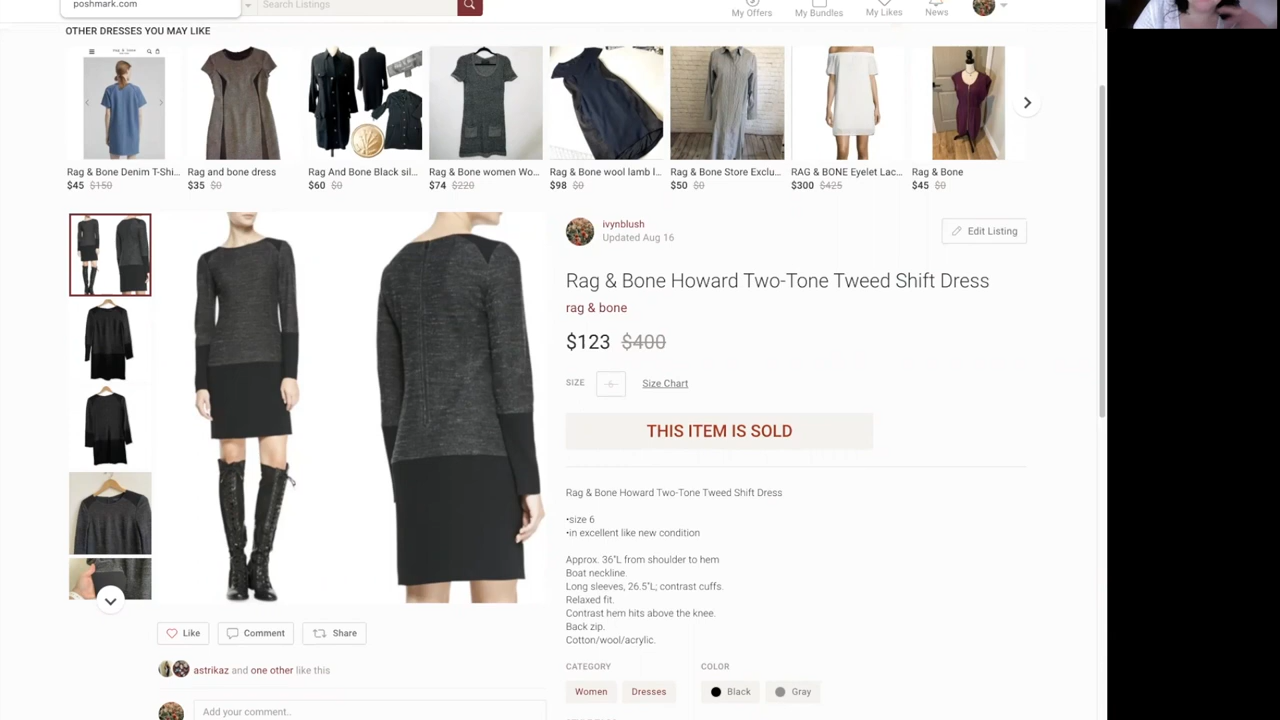 poshmark.com
Search Listings
My Offers
My Bundles
My Likes
News
OTHER DRESSES YOU MAY LIKE
Rag & Bone Denim T-Shi...
$45 $150
Rag and bone dress
$35 $0
Rag And Bone Black sil...
$60 $0
Rag & Bone women Wo...
$74 $220
Rag & Bone wool lamb l...
$98 $0
Rag & Bone Store Exclu...
$50 $0
RAG & BONE Eyelet Lac...
$300 $425
Rag & Bone
$45 $0
ivynblush
Updated Aug 16
Edit Listing
Rag & Bone Howard Two-Tone Tweed Shift Dress
rag & bone
$123 $400
SIZE 6 Size Chart
THIS ITEM IS SOLD
Rag & Bone Howard Two-Tone Tweed Shift Dress
•size 6
•in excellent like new condition
Approx. 36"L from shoulder to hem
Boat neckline.
Long sleeves, 26.5"L; contrast cuffs.
Relaxed fit.
Contrast hem hits above the knee.
Back zip.
Cotton/wool/acrylic.
CATEGORY
Women Dresses
COLOR
Black Gray
Like Comment Share
astrikaz and one other like this
Add your comment..